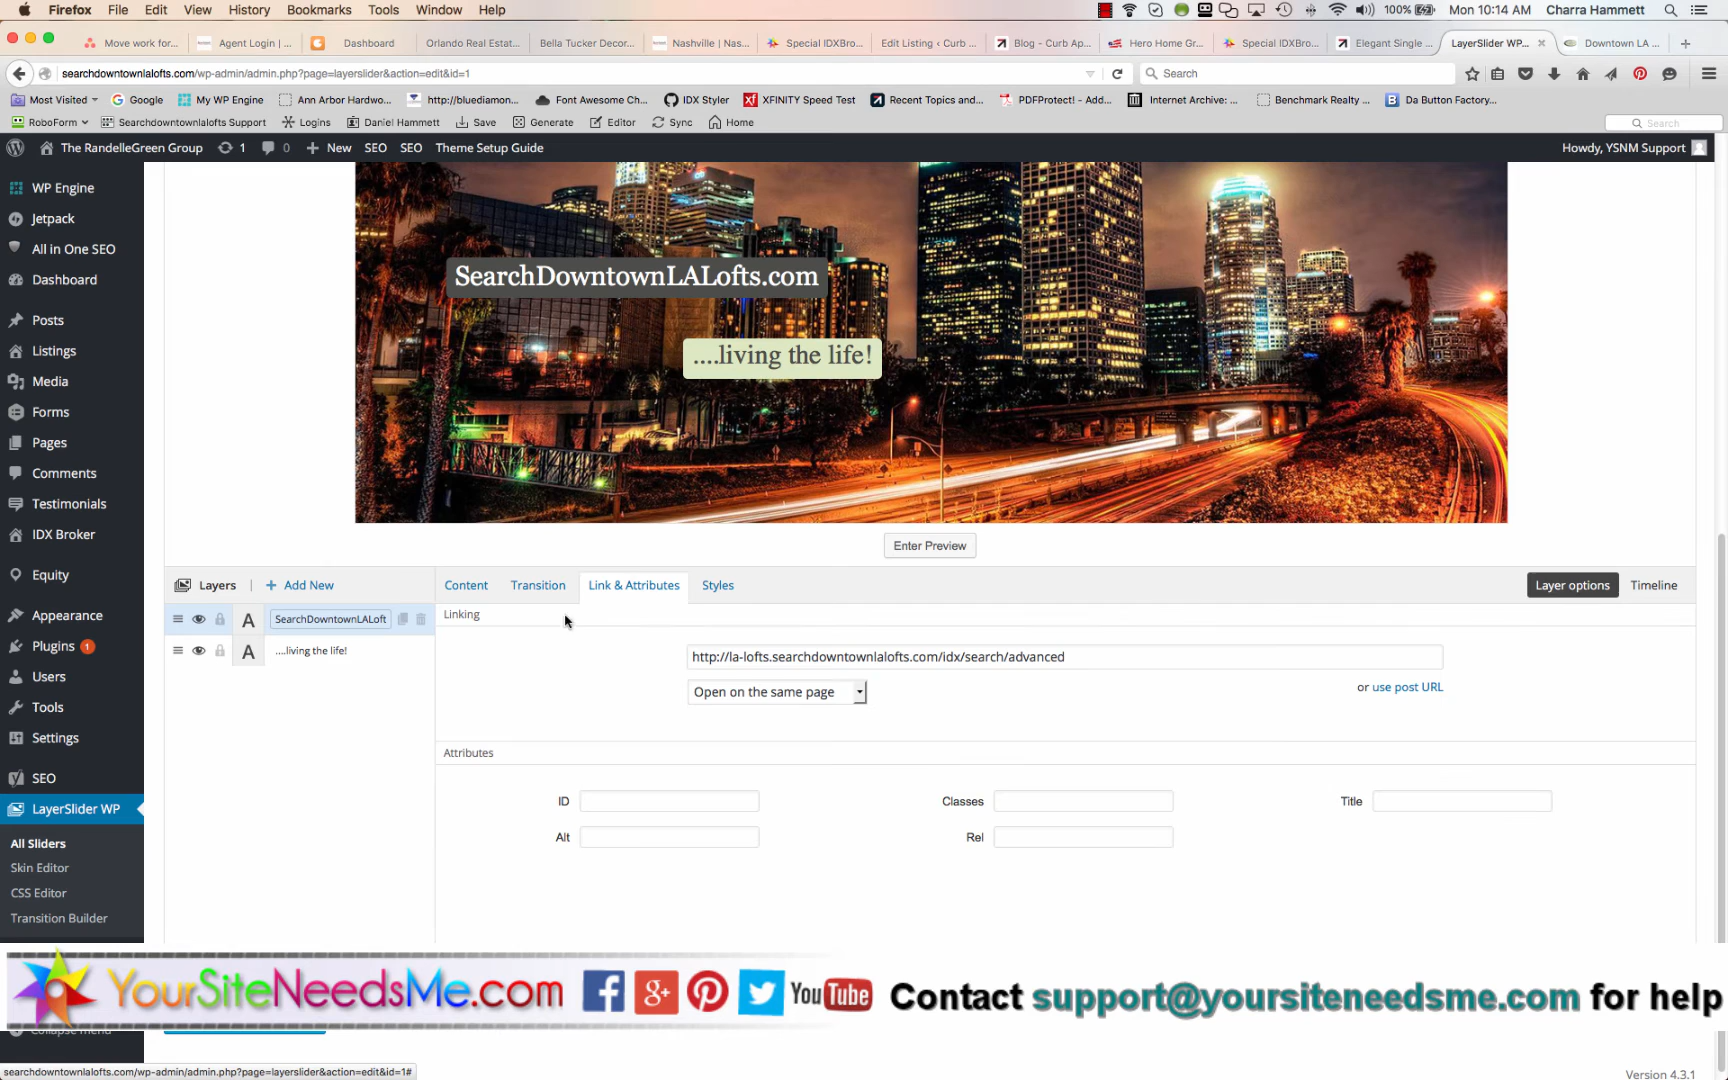 Firefox File Edit View History Bookmarks Tools Window Help 100% Mon 10:14 AM Charra Hammett
Move work for... Agent Login | ... Dashboard Orlando Real Estat... Bella Tucker Decor... Nashville | Nas... Special IDXBro... Edit Listing ‹ Curb ... Blog - Curb Ap... Hero Home Gr... Special IDXBro... Elegant Single ... LayerSlider WP... Downtown LA ...
searchdowntownlalofts.com/wp-admin/admin.php?page=layerslider&action=edit&id=1 Search
Most Visited Google My WP Engine Ann Arbor Hardwo... http://bluediamon... Font Awesome Ch... IDX Styler XFINITY Speed Test Recent Topics and... PDFProtect! - Add... Internet Archive: ... Benchmark Realty ... Da Button Factory...
RoboForm Searchdowntownlalofts Support Logins Daniel Hammett Save Generate Editor Sync Home Search
The RandelleGreen Group 1 0 New SEO SEO Theme Setup Guide Howdy, YSNM Support
WP Engine
Jetpack
All in One SEO
Dashboard
Posts
Listings
Media
Forms
Pages
Comments
Testimonials
IDX Broker
Equity
Appearance
Plugins 1
Users
Tools
Settings
SEO
LayerSlider WP
All Sliders
Skin Editor
CSS Editor
Transition Builder
Collapse menu
SearchDowntownLALofts.com
....living the life!
Enter Preview
Layers Add New Content Transition Link & Attributes Styles Layer options Timeline
A SearchDowntownLALoft
A ....living the life!
Linking
http://la-lofts.searchdowntownlalofts.com/idx/search/advanced
Open on the same page or use post URL
Attributes
ID Classes Title
Alt Rel
YourSiteNeedsMe.com f g+ You Tube Contact support@yoursiteneedsme.com for help
searchdowntownlalofts.com/wp-admin/admin.php?page=layerslider&action=edit&id=1#
Version 4.3.1